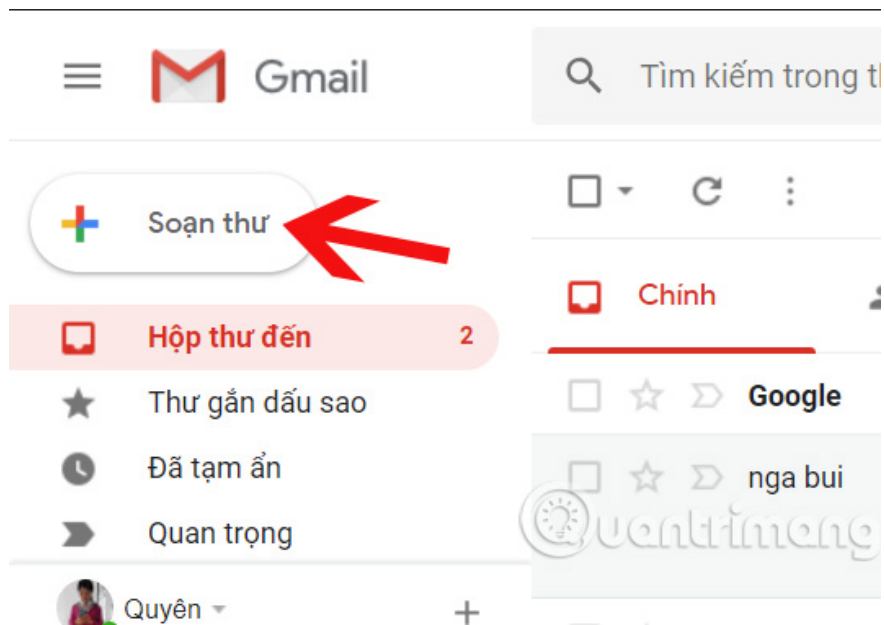 Gmail
Tìm kiếm trong
Soạn thư
Chính
Hộp thư đến 2
Thư gắn dấu sao
Google
Đã tạm ẩn
nga bui
Quan trọng
Quantrimang
Quyên